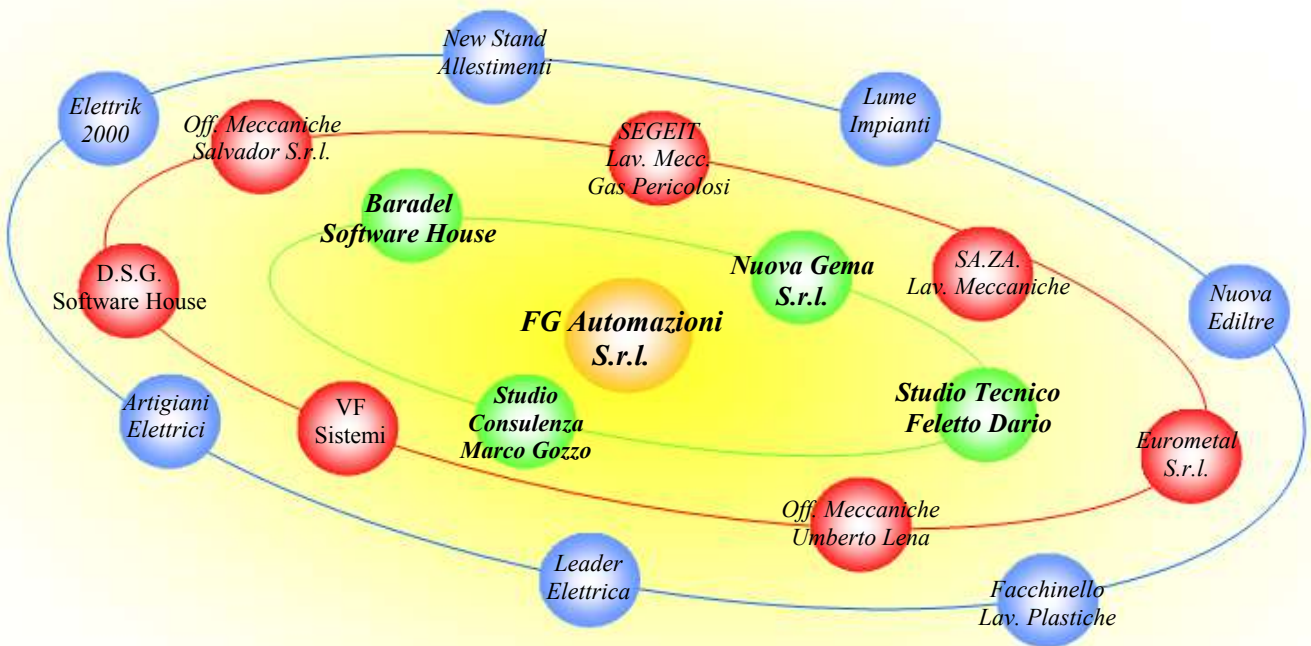 New Stand
Allestimenti
Elettrik
2000
Lume
Impianti
Off. Meccaniche
Salvador S.r.l.
SEGEIT
Lav. Mecc.
Gas Pericolosi
Baradel
Software House
Nuova Gema
S.r.l.
SA.ZA.
Lav. Meccaniche
D.S.G.
Software House
Nuova
Ediltre
FG Automazioni
S.r.l.
Artigiani
Elettrici
VF
Sistemi
Studio
Consulenza
Marco Gozzo
Studio Tecnico
Feletto Dario
Eurometal
S.r.l.
Off. Meccaniche
Umberto Lena
Leader
Elettrica
Facchinello
Lav. Plastiche